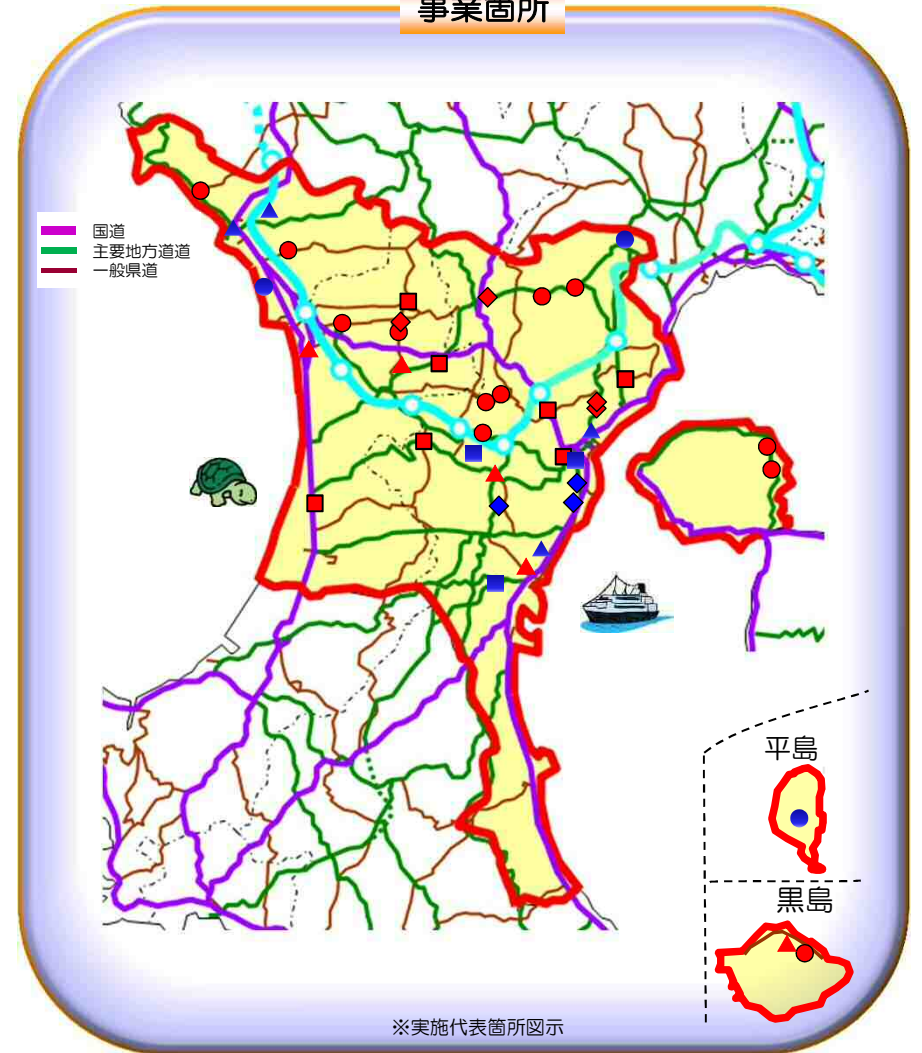 事業箇所
国道
主要地方道道
一般県道
平島
黒島
※実施代表箇所図示